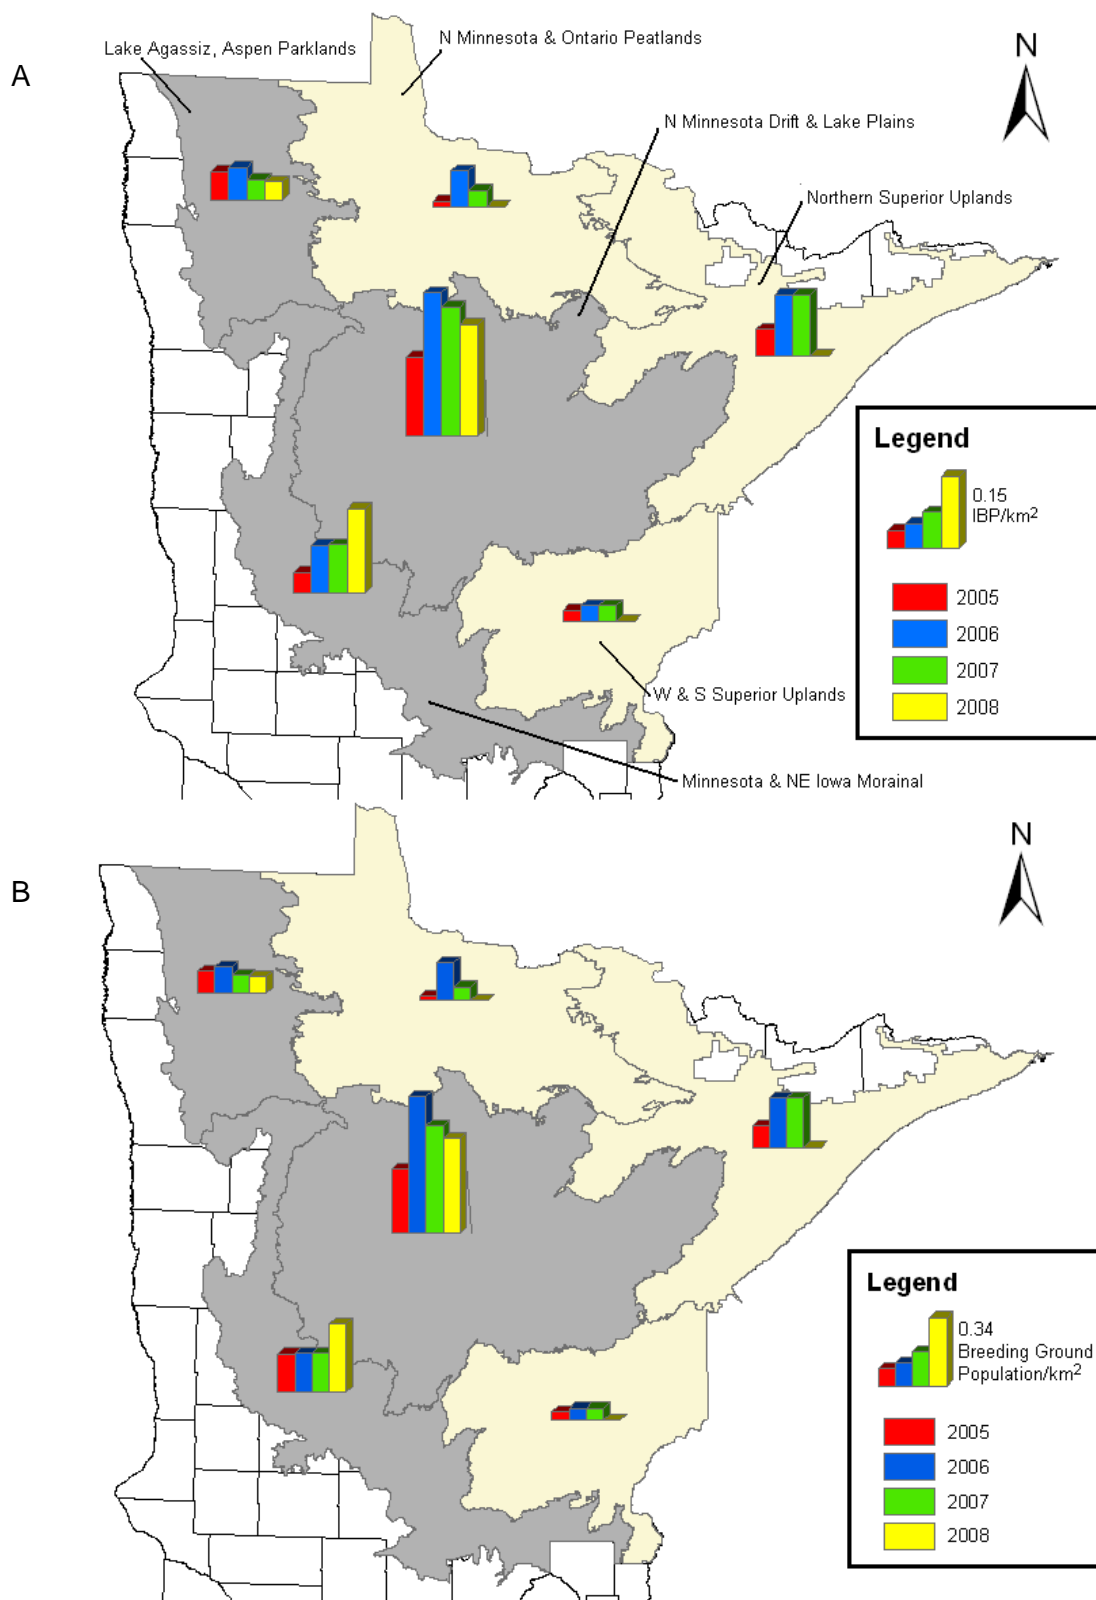 A
Lake Agassiz, Aspen Parklands
N Minnesota & Ontario Peatlands
N
N Minnesota Drift & Lake Plains
Northern Superior Uplands
Legend
0.15
IBP/km²
2005
2006
2007
2008
W & S Superior Uplands
Minnesota & NE Iowa Morainal
B
N
Legend
0.34
Breeding Ground
Population/km²
2005
2006
2007
2008